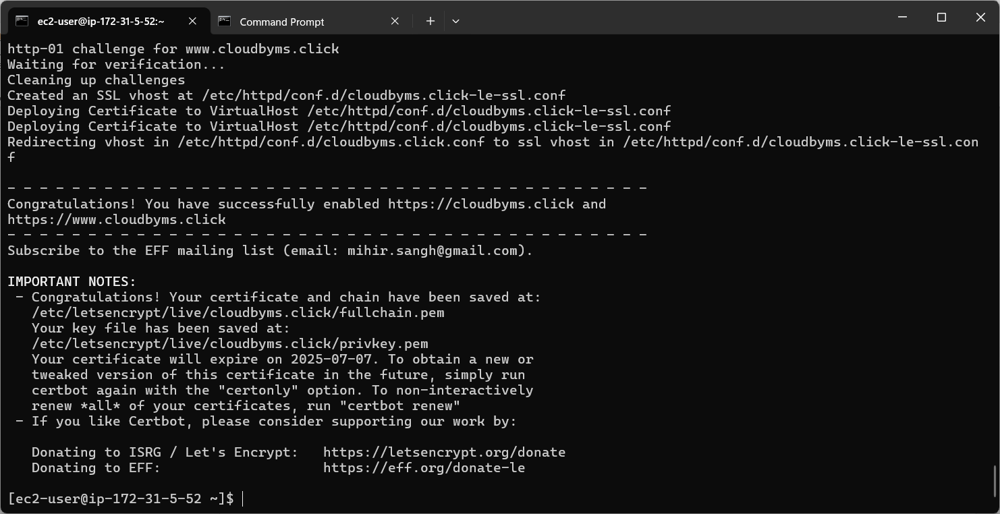 ec2-user@ip-172-31-5-52:~
Command Prompt
http-01 challenge for www.cloudbyms.click
Waiting for verification...
Cleaning up challenges
Created an SSL vhost at /etc/httpd/conf.d/cloudbyms.click-le-ssl.conf
Deploying Certificate to VirtualHost /etc/httpd/conf.d/cloudbyms.click-le-ssl.conf
Deploying Certificate to VirtualHost /etc/httpd/conf.d/cloudbyms.click-le-ssl.conf
Redirecting vhost in /etc/httpd/conf.d/cloudbyms.click.conf to ssl vhost in /etc/httpd/conf.d/cloudbyms.click-le-ssl.con
f
- - - - - - - - - - - - - - - - - - - - - - - - - - - - - - - - - - - - - - - -
Congratulations! You have successfully enabled https://cloudbyms.click and
https://www.cloudbyms.click
- - - - - - - - - - - - - - - - - - - - - - - - - - - - - - - - - - - - - - - -
Subscribe to the EFF mailing list (email: mihir.sangh@gmail.com).
IMPORTANT NOTES:
 - Congratulations! Your certificate and chain have been saved at:
   /etc/letsencrypt/live/cloudbyms.click/fullchain.pem
   Your key file has been saved at:
   /etc/letsencrypt/live/cloudbyms.click/privkey.pem
   Your certificate will expire on 2025-07-07. To obtain a new or
   tweaked version of this certificate in the future, simply run
   certbot again with the "certonly" option. To non-interactively
   renew *all* of your certificates, run "certbot renew"
 - If you like Certbot, please consider supporting our work by:
   Donating to ISRG / Let's Encrypt:   https://letsencrypt.org/donate
   Donating to EFF:                    https://eff.org/donate-le
[ec2-user@ip-172-31-5-52 ~]$